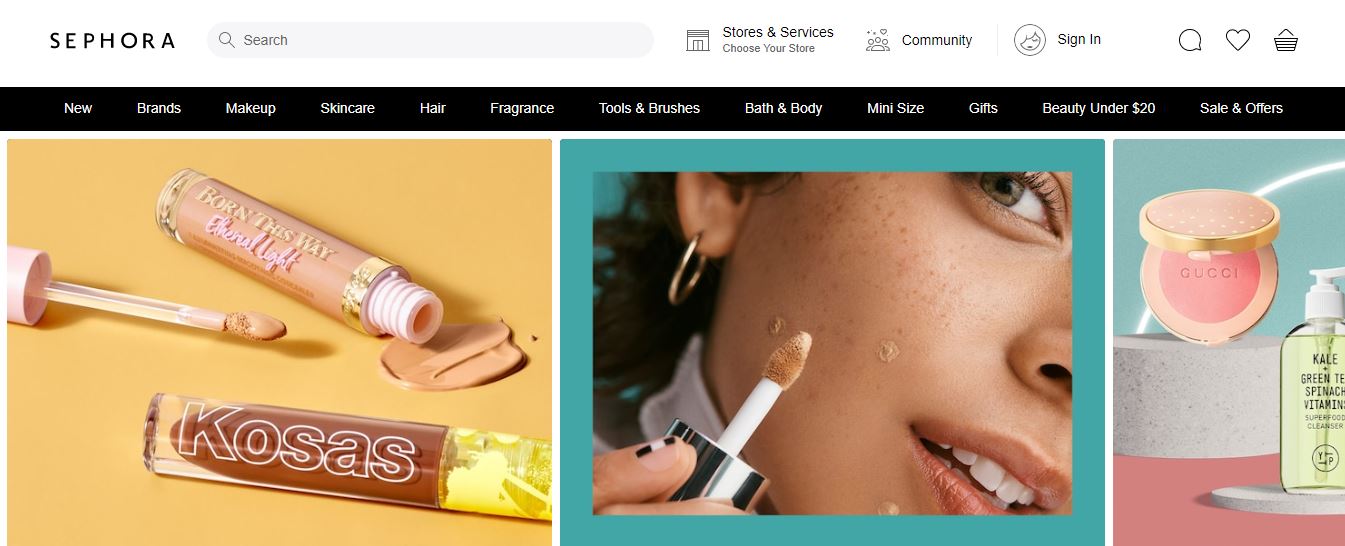 SEPHORA
Search
Stores & Services
Choose Your Store
Community
Sign In
New
Brands
Makeup
Skincare
Hair
Fragrance
Tools & Brushes
Bath & Body
Mini Size
Gifts
Beauty Under $20
Sale & Offers
BORN THIS WAY
Ethereal Light
Kosas
GUCCI
KALE
+
GREEN TE
SPINACH
VITAMINS
SUPERFOOD
CLEANSER